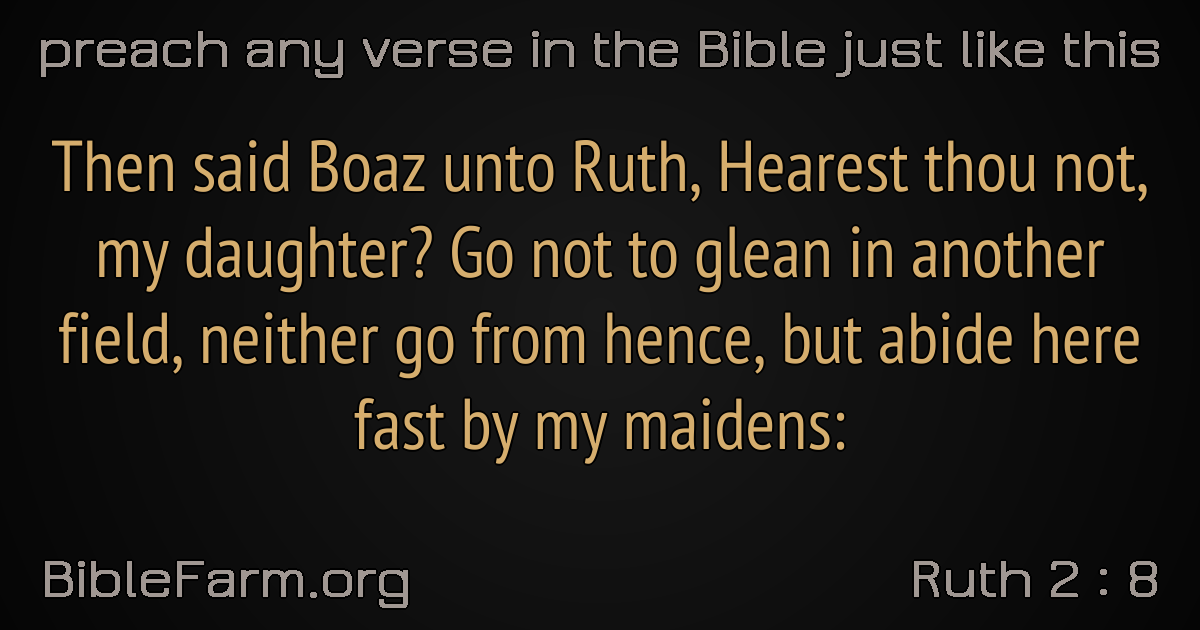 preach any verse in the Bible just like this
Then said Boaz unto Ruth, Hearest thou not,
my daughter? Go not to glean in another
field, neither go from hence, but abide here
fast by my maidens:
BibleFarm.org
Ruth 2 : 8